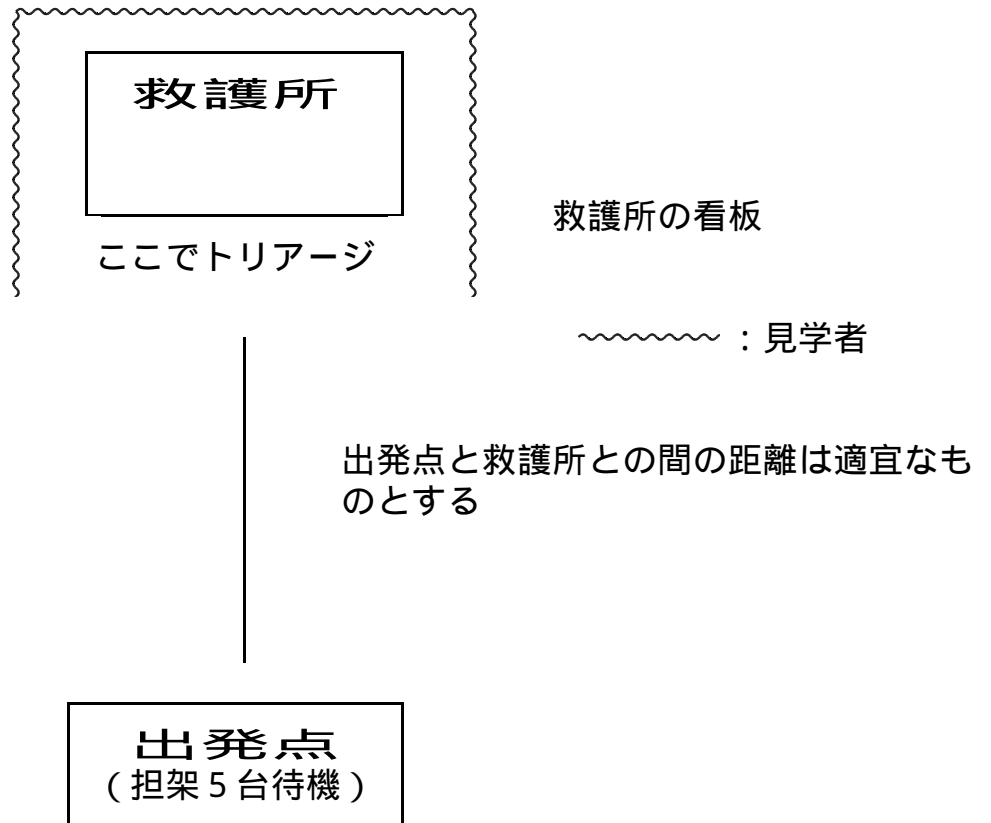 救護所
救護所の看板
ここでトリアージ
：見学者
出発点と救護所との間の距離は適宜なも
のとする
出発点
（担架５台待機）